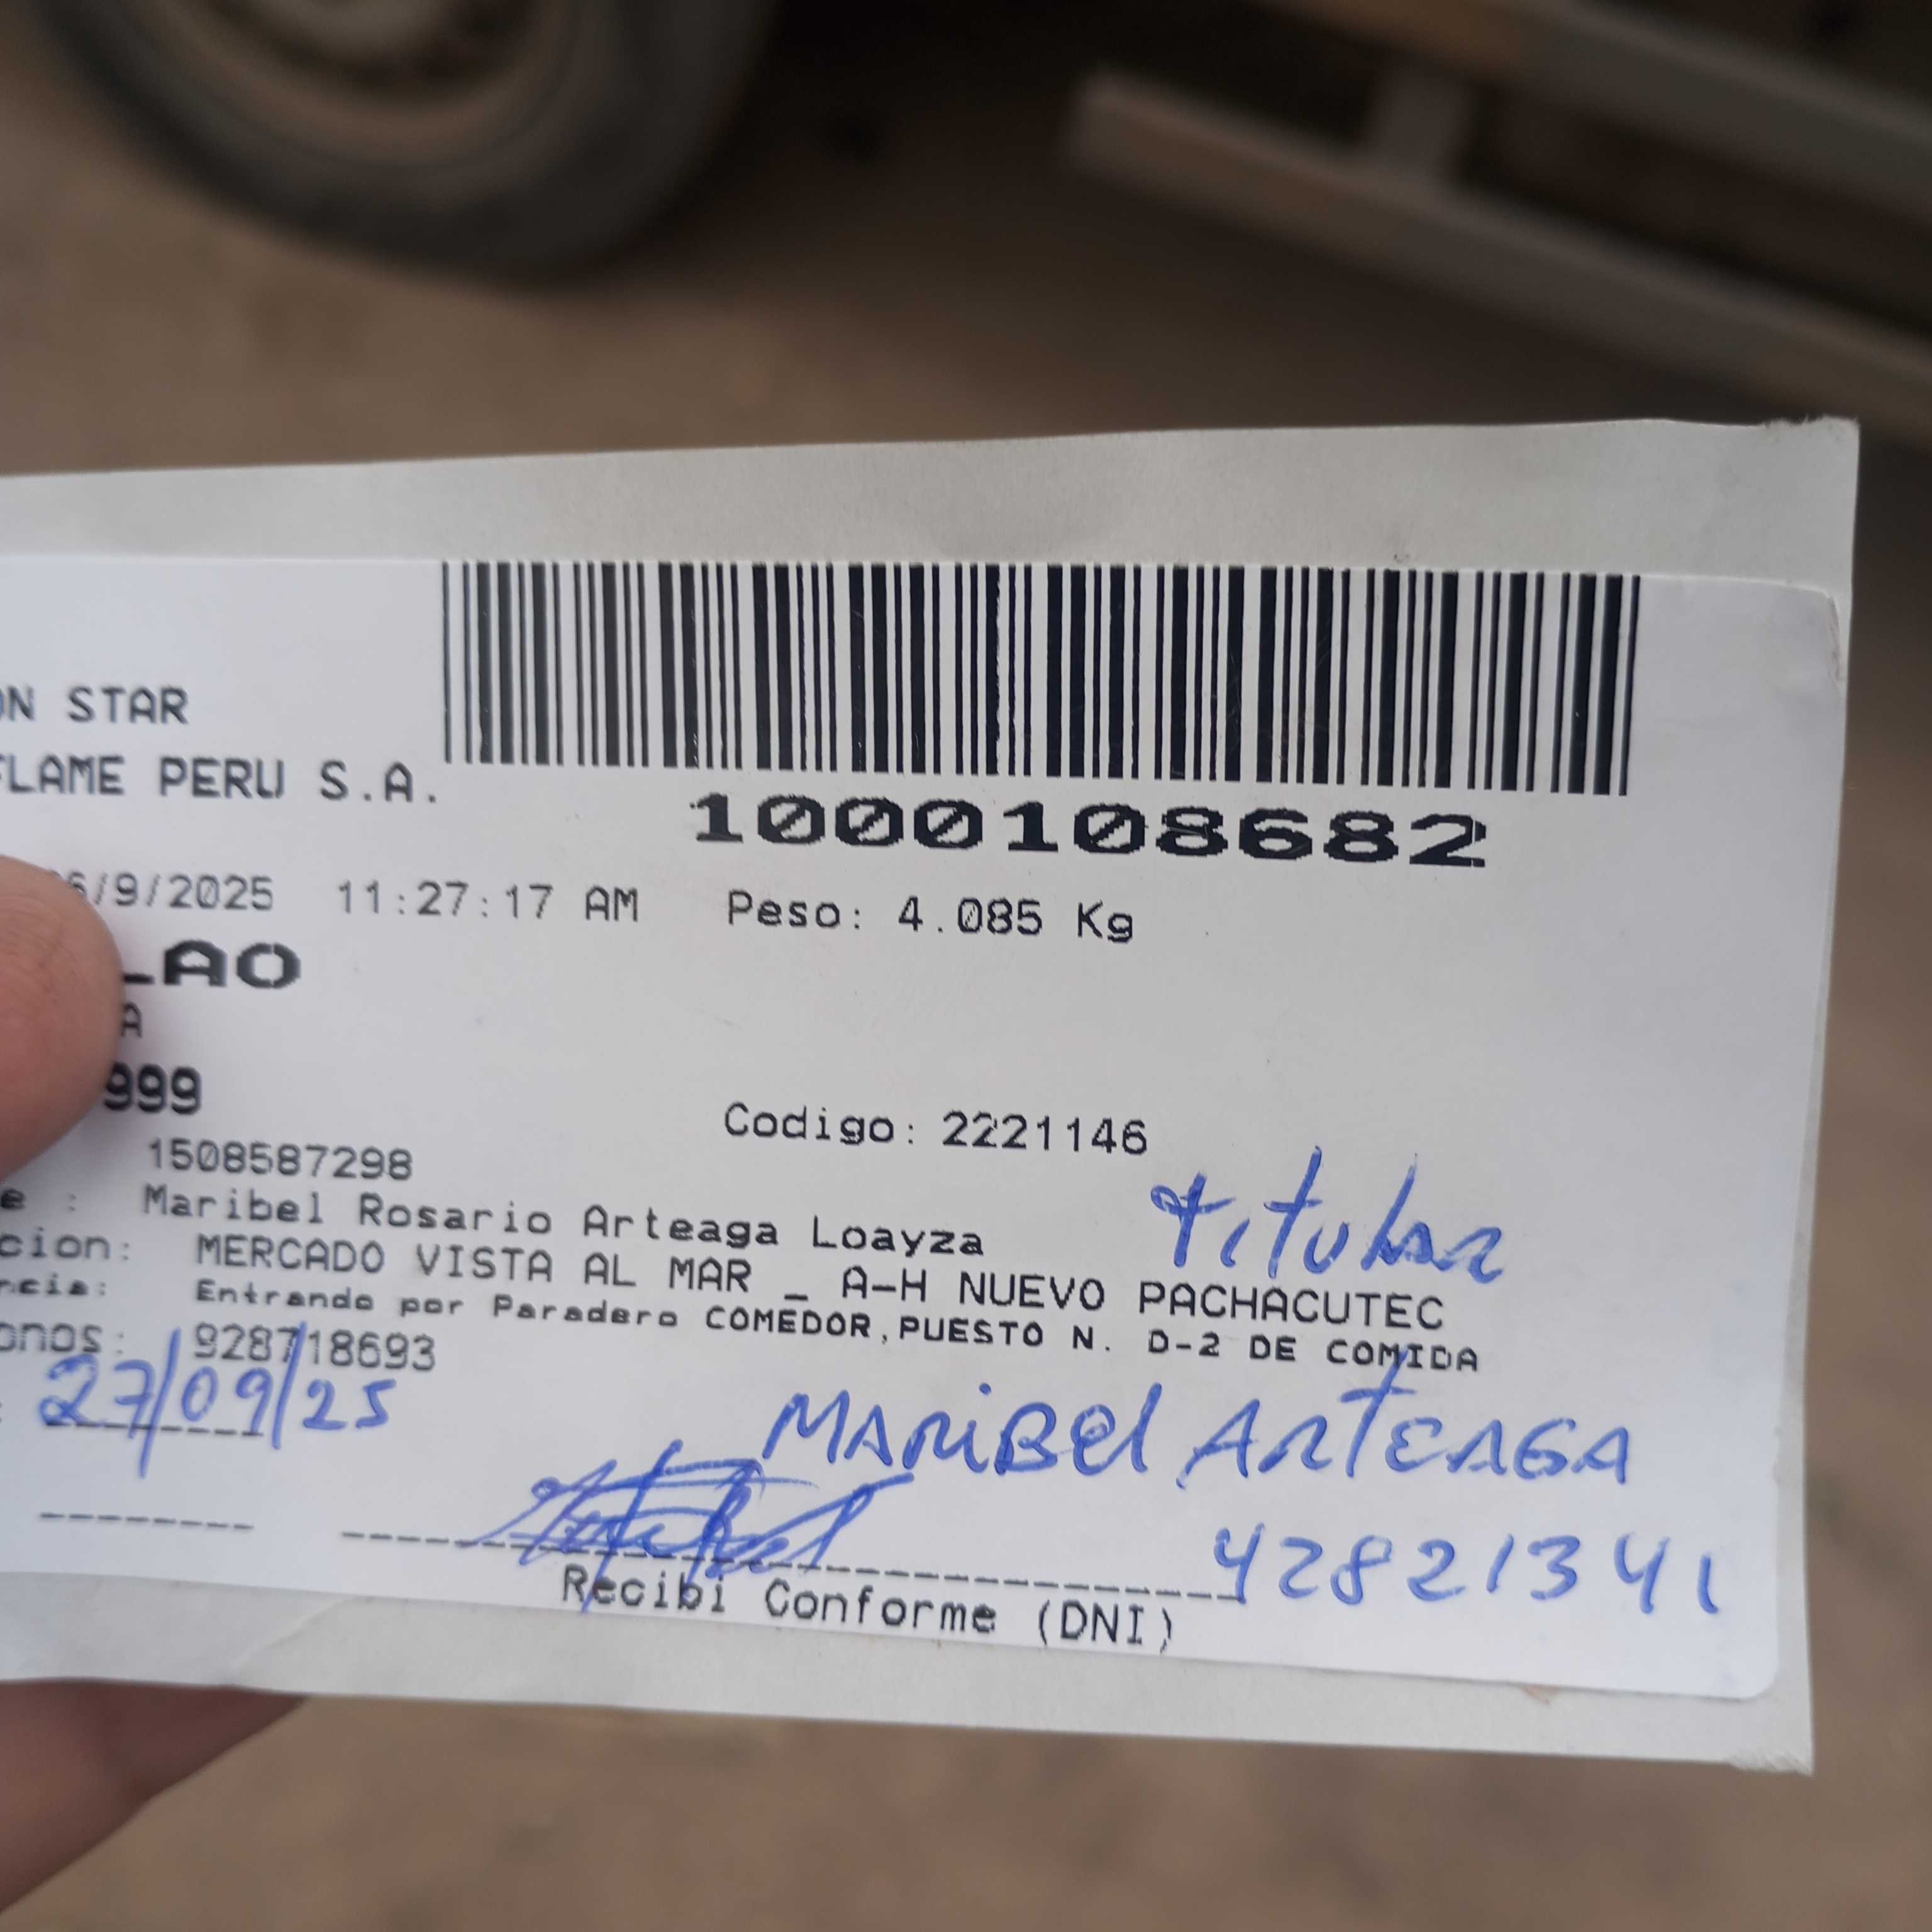 ON STAR
FLAME PERU S.A.
1000108682
6/9/2025 11:27:17 AM Peso: 4.085 Kg
LAO
A
999
Codigo: 2221146
1508587298
e : Maribel Rosario Arteaga Loayza
titular
cion: MERCADO VISTA AL MAR _ A-H NUEVO PACHACUTEC
ncia: Entrando por Paradero COMEDOR,PUESTO N. D-2 DE COMIDA
onos: 928718693
: 27/09/25
MARiBel ARTEAGA
42821341
Recibi Conforme (DNI)